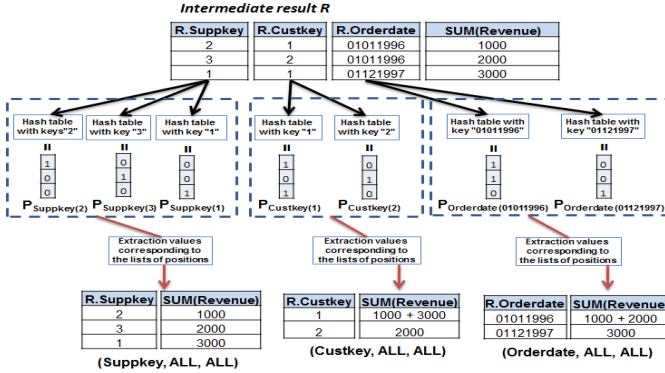 Intermediate result R
R.Suppkey R.Custkey R.Orderdate SUM(Revenue)
2 1 01011996 1000
3 2 01011996 2000
1 1 01121997 3000
Hash table with keys"2"
Hash table with key "3"
Hash table with key "1"
Hash table with key "1"
Hash table with key "2"
Hash table with key "01011996"
Hash table with key "01121997"
= = = = = = =
1 0 0 1 0 1 0
0 1 0 0 1 1 0
0 0 1 1 0 0 1
PSuppkey(2) PSuppkey(3) PSuppkey(1) PCustkey(1) PCustkey(2) POrderdate(01011996) POrderdate(01121997)
Extraction values corresponding to the lists of positions
Extraction values corresponding to the lists of positions
Extraction values corresponding to the lists of positions
R.Suppkey SUM(Revenue)
2 1000
3 2000
1 3000
(Suppkey, ALL, ALL)
R.Custkey SUM(Revenue)
1 1000 + 3000
2 2000
(Custkey, ALL, ALL)
R.Orderdate SUM(Revenue)
01011996 1000 + 2000
01121997 3000
(Orderdate, ALL, ALL)